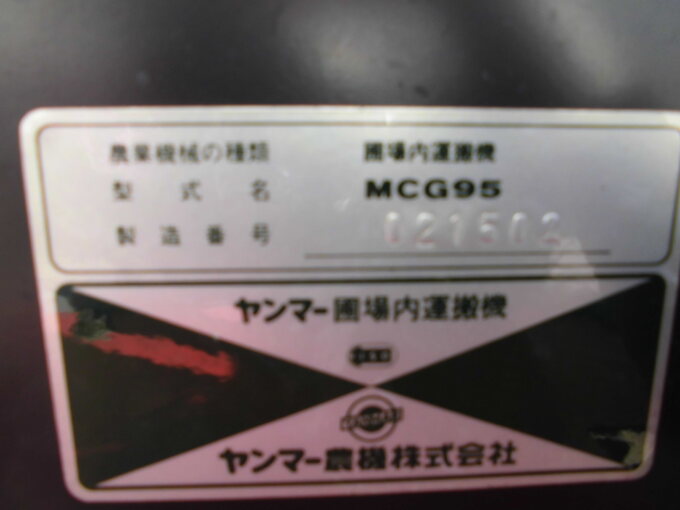 農業機械の種類 圃場内運搬機
型式名 MCG95
製造番号 021502
ヤンマー圃場内運搬機
ヤンマー農機株式会社